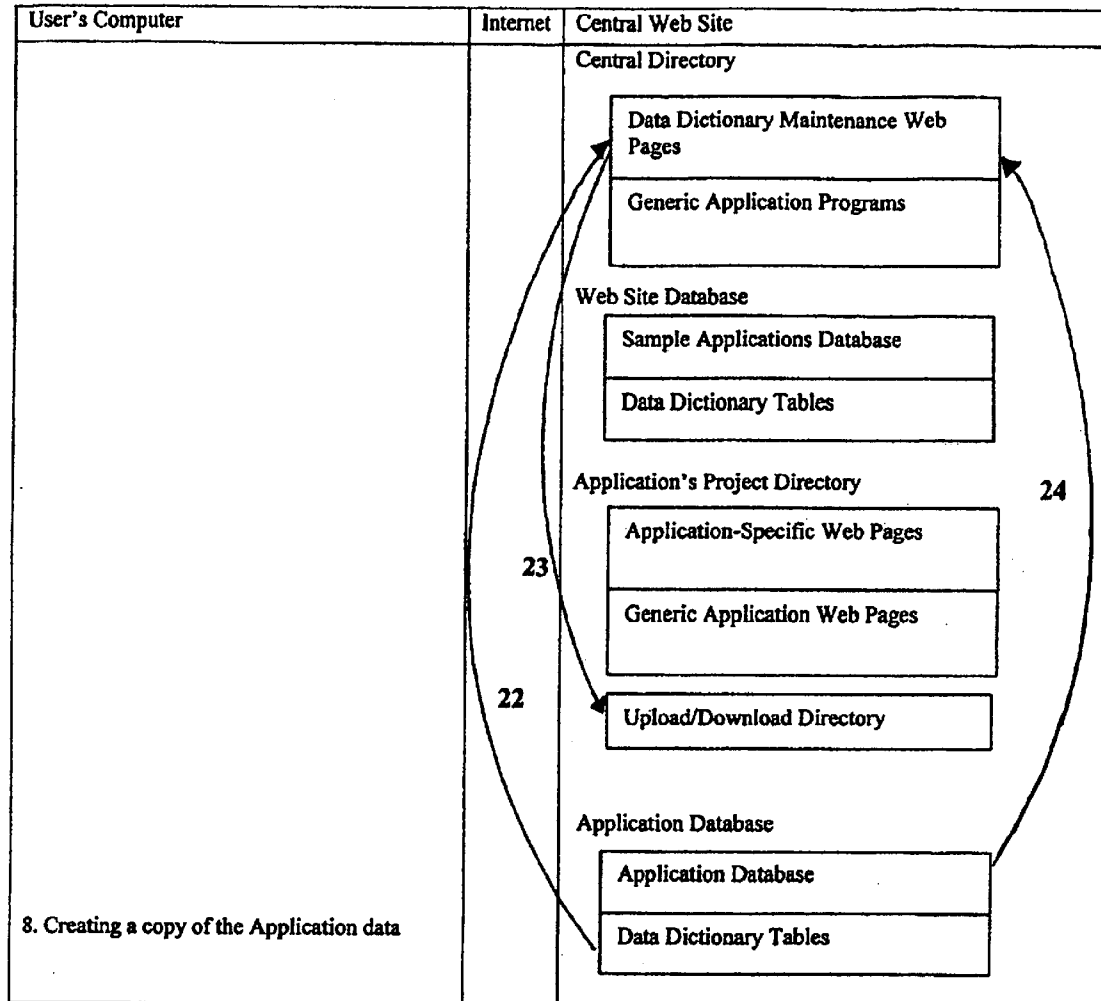 User's Computer
Internet
Central Web Site
Central Directory
Data Dictionary Maintenance Web
Pages
Generic Application Programs
Web Site Database
Sample Applications Database
Data Dictionary Tables
Application's Project Directory
24
Application-Specific Web Pages
23
Generic Application Web Pages
22
Upload/Download Directory
Application Database
Application Database
8. Creating a copy of the Application data
Data Dictionary Tables